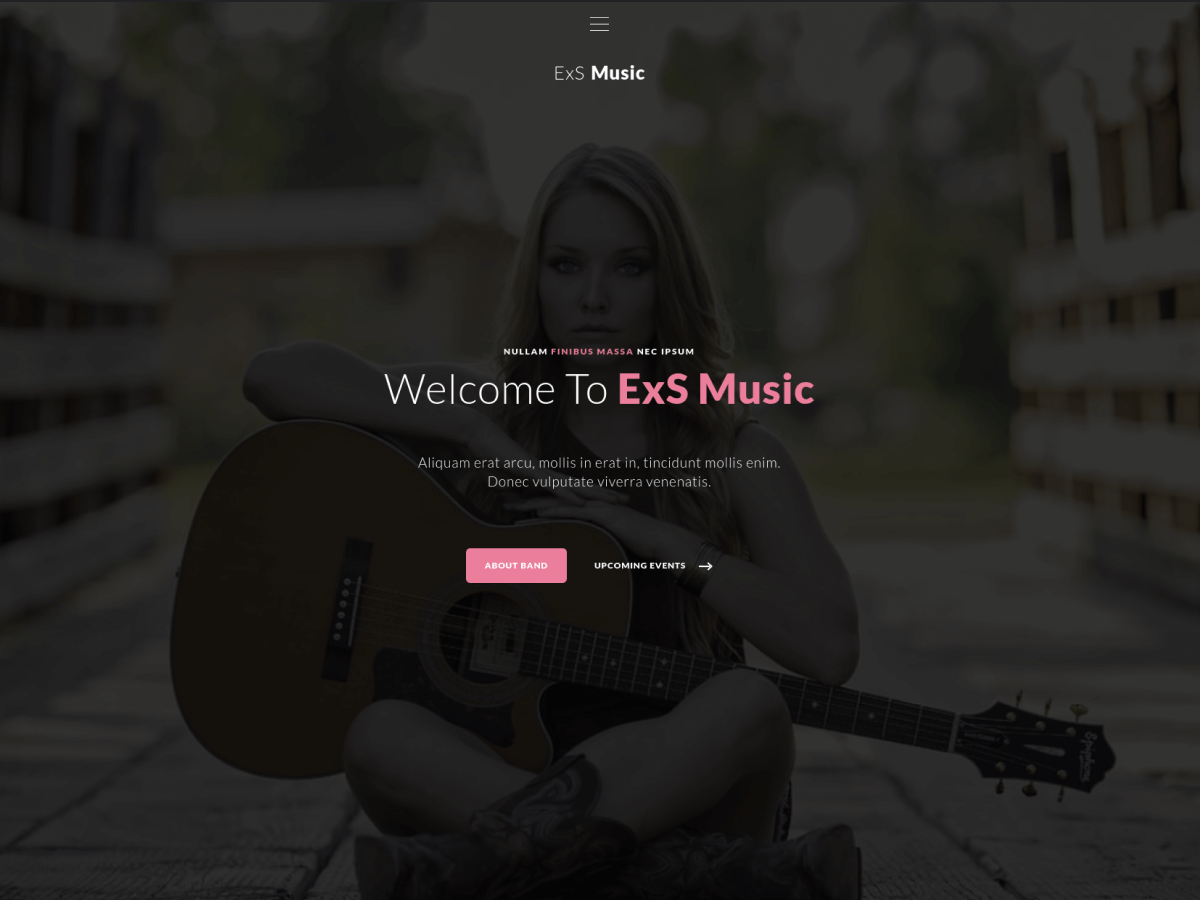 ExS Music
NULLAM FINIBUS MASSA NEC IPSUM
Welcome To ExS Music
Aliquam erat arcu, mollis in erat in, tincidunt mollis enim.
Donec vulputate viverra venenatis.
ABOUT BAND
UPCOMING EVENTS →
Epiphone